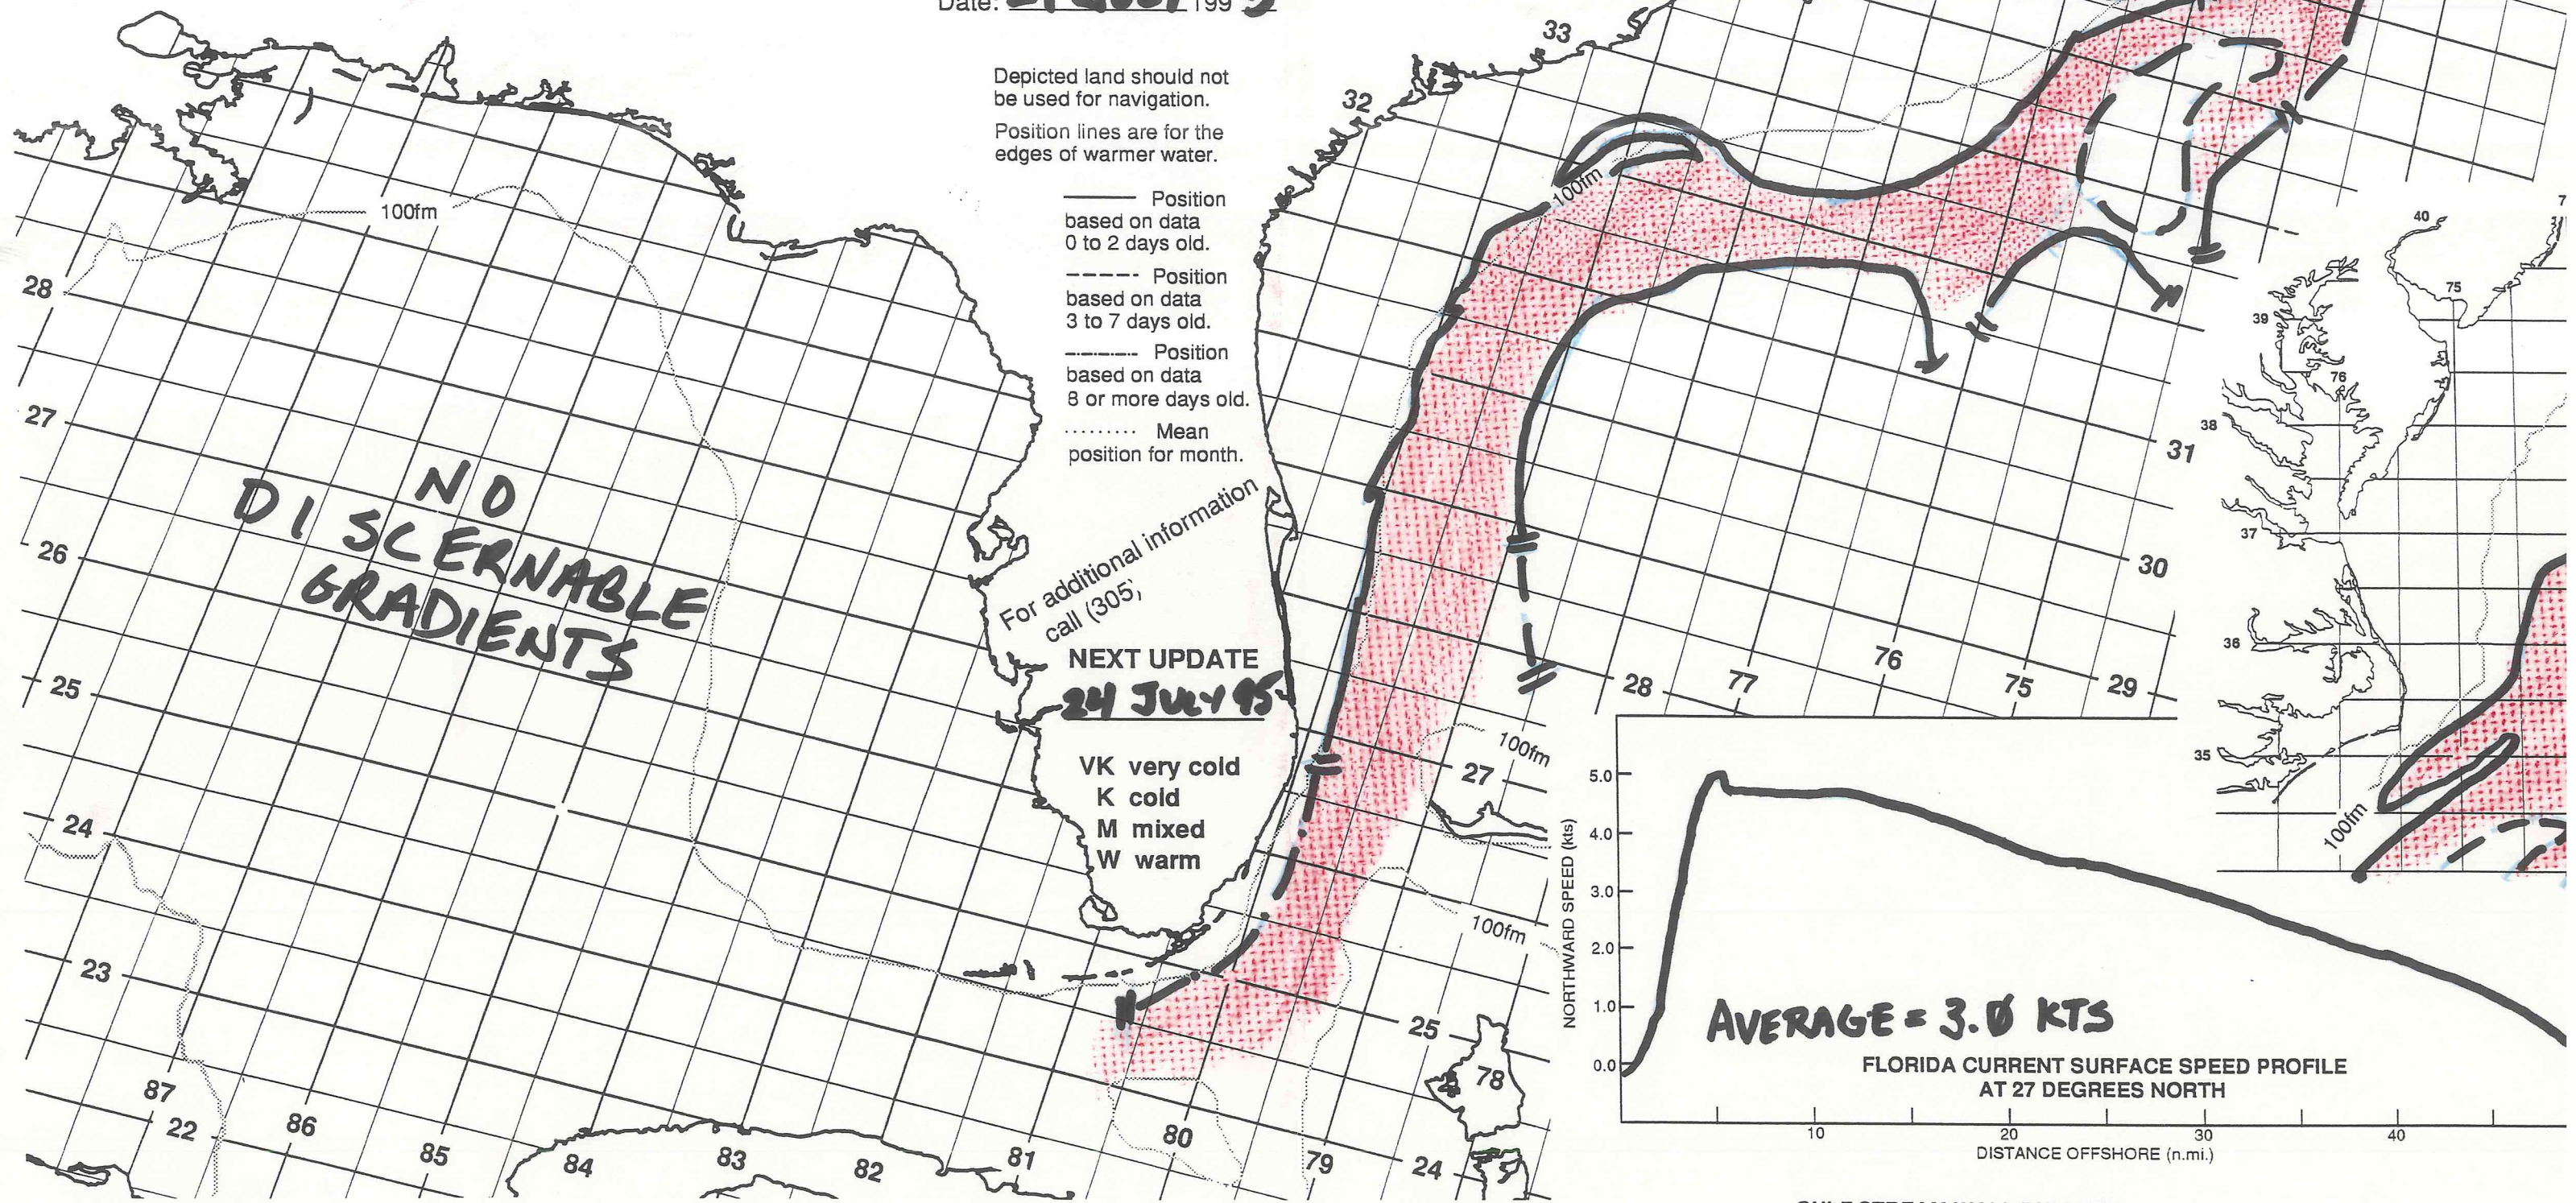 Date: 199
Depicted land should not
be used for navigation.
Position lines are for the
edges of warmer water.
Position
based on data
0 to 2 days old.
Position
based on data
3 to 7 days old.
Position
based on data
8 or more days old.
Mean
position for month.
For additional information
call (305)
NEXT UPDATE
24 JULY 95
VK very cold
K cold
M mixed
W warm
NO
DISCERNABLE
GRADIENTS
100fm
28
27
26
25
24
23
22
87
86
85
84
83
82
81
80
79
78
24
25
100fm
27
100fm
28
77
76
75
29
30
31
32
33
100fm
40
75
39
76
38
37
36
35
100fm
NORTHWARD SPEED (kts)
5.0
4.0
3.0
2.0
1.0
0.0
AVERAGE = 3.0 KTS
FLORIDA CURRENT SURFACE SPEED PROFILE
AT 27 DEGREES NORTH
10 20 30 40
DISTANCE OFFSHORE (n.mi.)